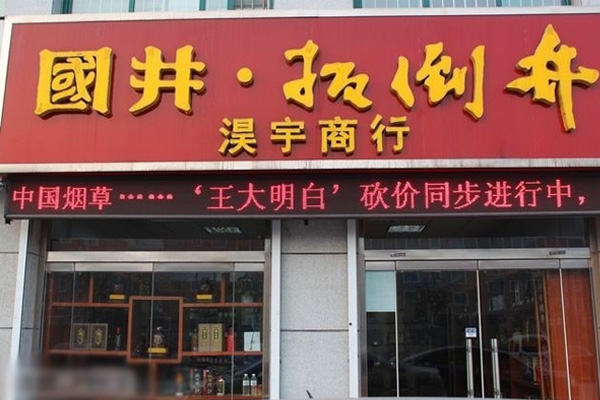 國井·扳倒井
淏宇商行
中国烟草……‘王大明白’砍价同步进行中，